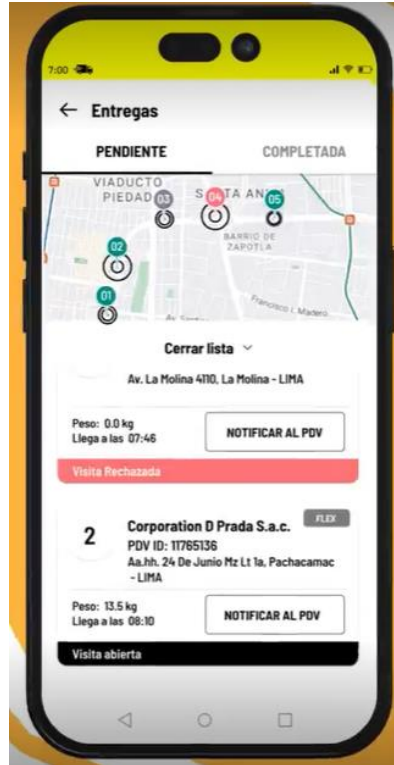 7:00
← Entregas
PENDIENTE
COMPLETADA
VIADUCTO
PIEDAD
03
04
05
BARRIO DE
ZAPOTLA
02
01
Francisco I. Madero
Cerrar lista
Av. La Molina 4110, La Molina - LIMA
Peso: 0.0 kg
Llega a las 07:46
NOTIFICAR AL PDV
Visita Rechazada
FLEX
2
Corporation D Prada S.a.c.
PDV ID: 11765136
Aa.hh. 24 De Junio Mz Lt 1a, Pachacamac
- LIMA
Peso: 13.5 kg
Llega a las 08:10
NOTIFICAR AL PDV
Visita abierta